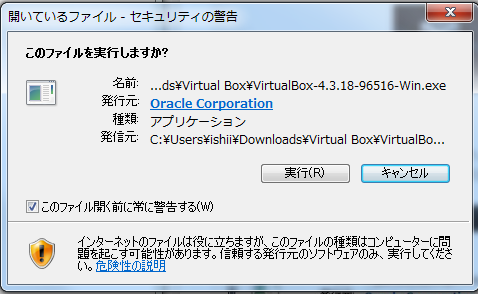 開いているファイル - セキュリティの警告
このファイルを実行しますか?
名前: ...ds¥Virtual Box¥VirtualBox-4.3.18-96516-Win.exe
発行元: Oracle Corporation
種類: アプリケーション
発信元: C:¥Users¥ishii¥Downloads¥Virtual Box¥VirtualBo...
実行(R) キャンセル
このファイル開く前に常に警告する(W)
インターネットのファイルは役に立ちますが、このファイルの種類はコンピューターに問
題を起こす可能性があります。信頼する発行元のソフトウェアのみ、実行してくだ
さい。危険性の説明